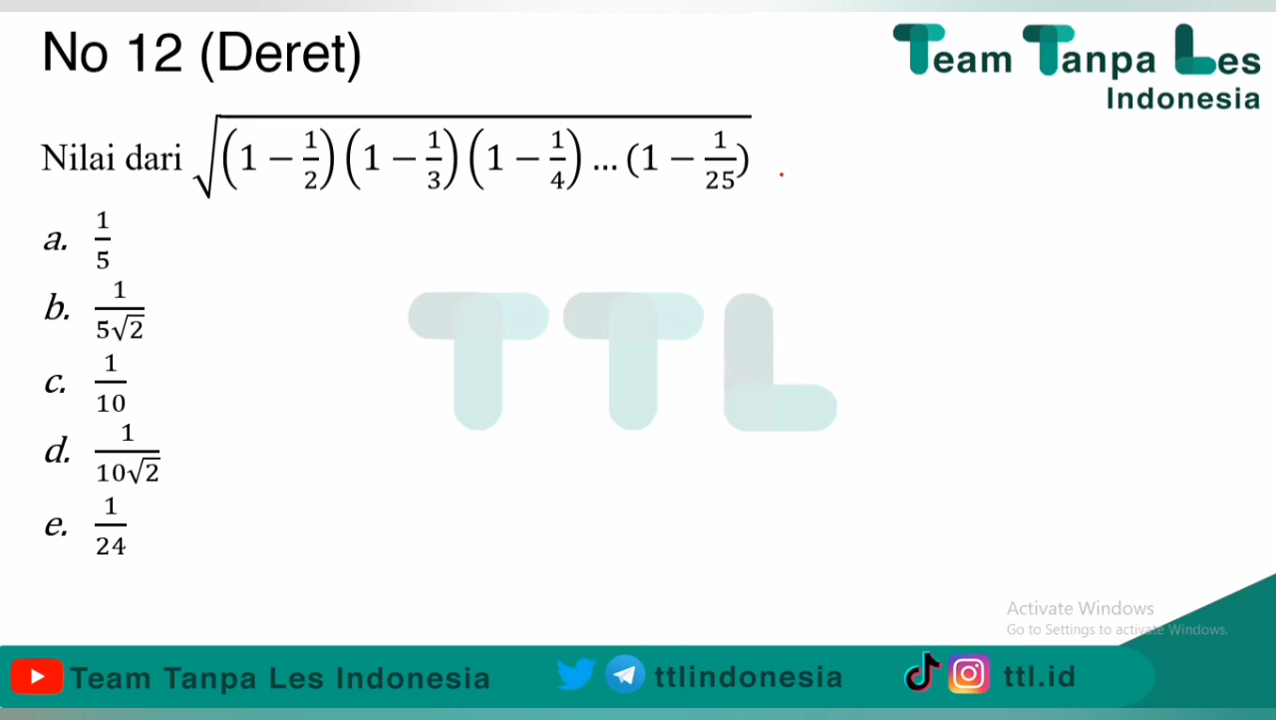 No 12 (Deret)
Team Tanpa Les
Indonesia
Nilai dari √((1 − 1/2)(1 − 1/3)(1 − 1/4) ... (1 − 1/25)) .
a. 1/5
b. 1/(5√2)
c. 1/10
d. 1/(10√2)
e. 1/24
TTL
Activate Windows
Go to Settings to activate Windows.
Team Tanpa Les Indonesia ttlindonesia ttl.id